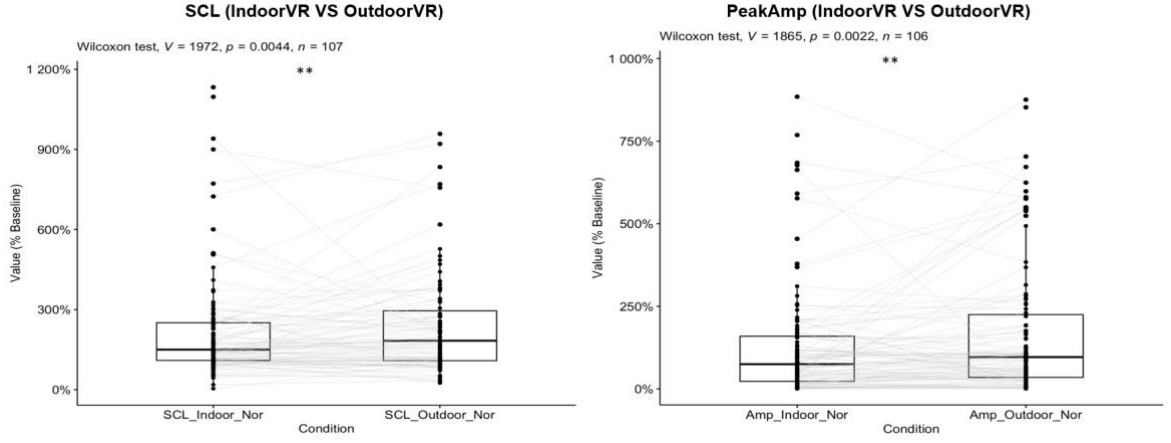 SCL (IndoorVR VS OutdoorVR)
Wilcoxon test, V = 1972, p = 0.0044, n = 107
**
1 200%
900%
600%
300%
0%
Value (% Baseline)
SCL_Indoor_Nor
SCL_Outdoor_Nor
Condition
PeakAmp (IndoorVR VS OutdoorVR)
Wilcoxon test, V = 1865, p = 0.0022, n = 106
**
1 000%
750%
500%
250%
0%
Value (% Baseline)
Amp_Indoor_Nor
Amp_Outdoor_Nor
Condition